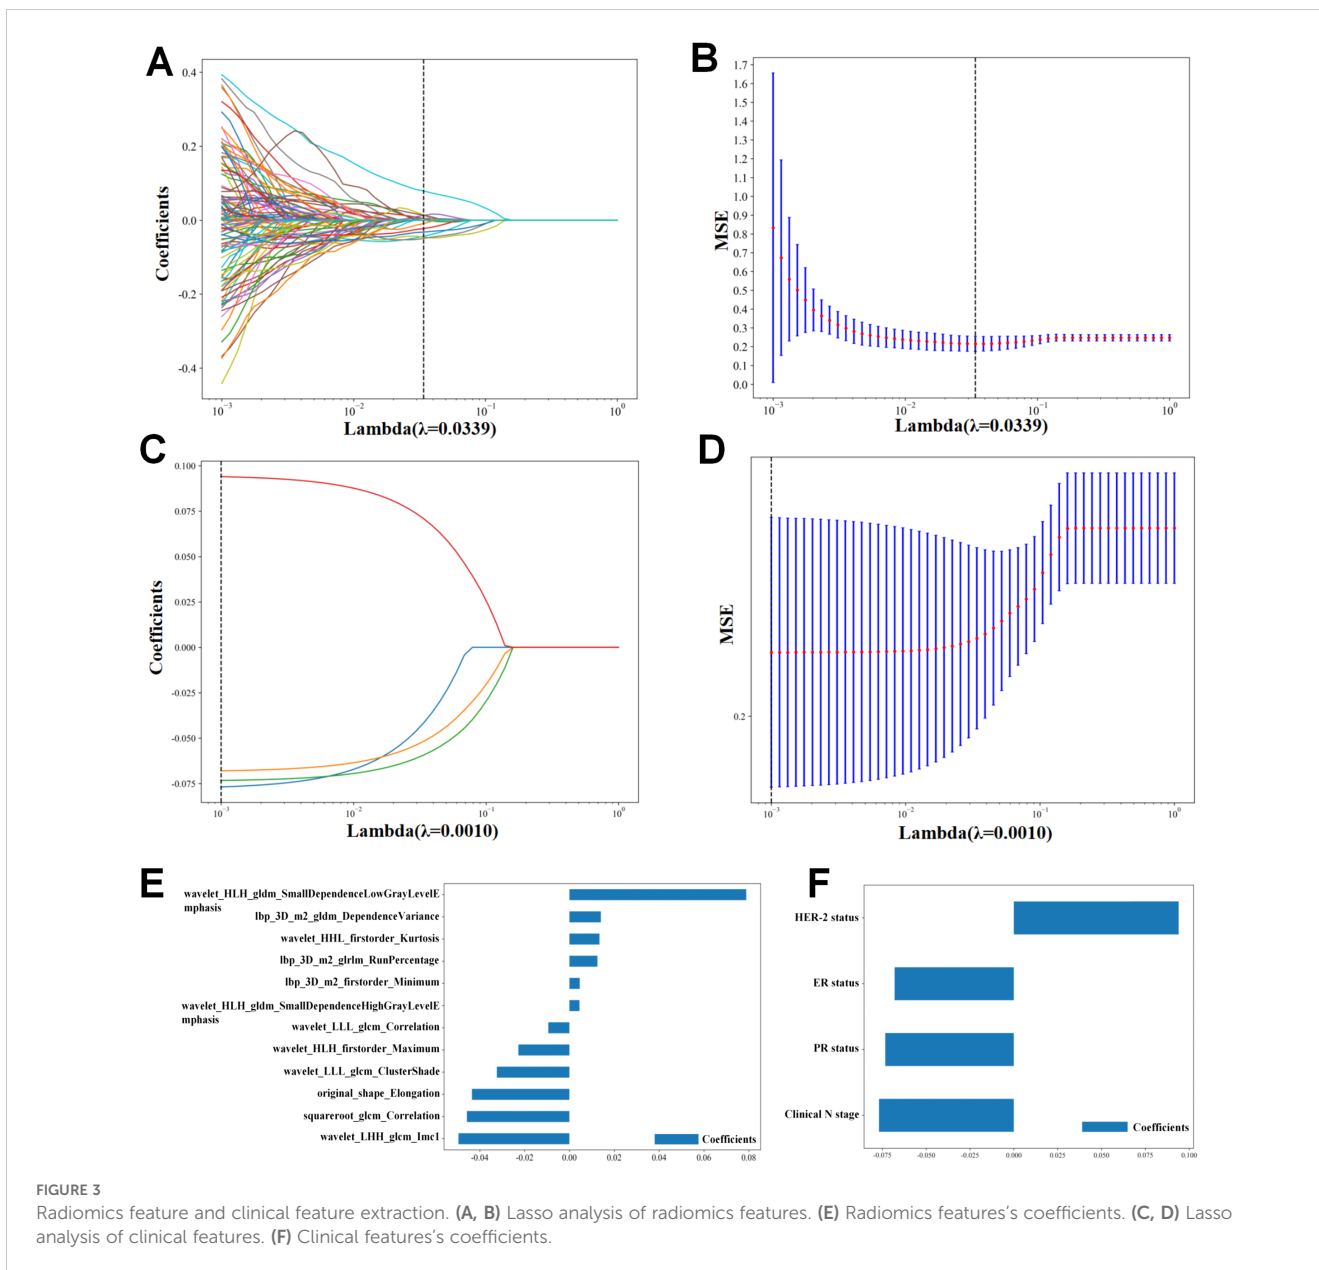 A
0.4
0.2
0.0
-0.2
-0.4
Coefficients
10⁻³
10⁻²
10⁻¹
10⁰
Lambda(λ=0.0339)
B
1.7
1.6
1.5
1.4
1.3
1.2
1.1
1.0
0.9
0.8
0.7
0.6
0.5
0.4
0.3
0.2
0.1
0.0
MSE
10⁻³
10⁻²
10⁻¹
10⁰
Lambda(λ=0.0339)
C
0.100
0.075
0.050
0.025
0.000
-0.025
-0.050
-0.075
Coefficients
10⁻³
10⁻²
10⁻¹
10⁰
Lambda(λ=0.0010)
D
MSE
0.2
10⁻³
10⁻²
10⁻¹
10⁰
Lambda(λ=0.0010)
E
wavelet_HLH_gldm_SmallDependenceLowGrayLevelE
mphasis
lbp_3D_m2_gldm_DependenceVariance
wavelet_HHL_firstorder_Kurtosis
lbp_3D_m2_glrlm_RunPercentage
lbp_3D_m2_firstorder_Minimum
wavelet_HLH_gldm_SmallDependenceHighGrayLevelE
mphasis
wavelet_LLL_glcm_Correlation
wavelet_HLH_firstorder_Maximum
wavelet_LLL_glcm_ClusterShade
original_shape_Elongation
squareroot_glcm_Correlation
wavelet_LHH_glcm_Imc1
Coefficients
-0.04
-0.02
0.00
0.02
0.04
0.06
0.08
F
HER-2 status
ER status
PR status
Clinical N stage
Coefficients
-0.075
-0.050
-0.025
0.000
0.025
0.050
0.075
0.100
FIGURE 3
Radiomics feature and clinical feature extraction. (A, B) Lasso analysis of radiomics features. (E) Radiomics features's coefficients. (C, D) Lasso
analysis of clinical features. (F) Clinical features's coefficients.